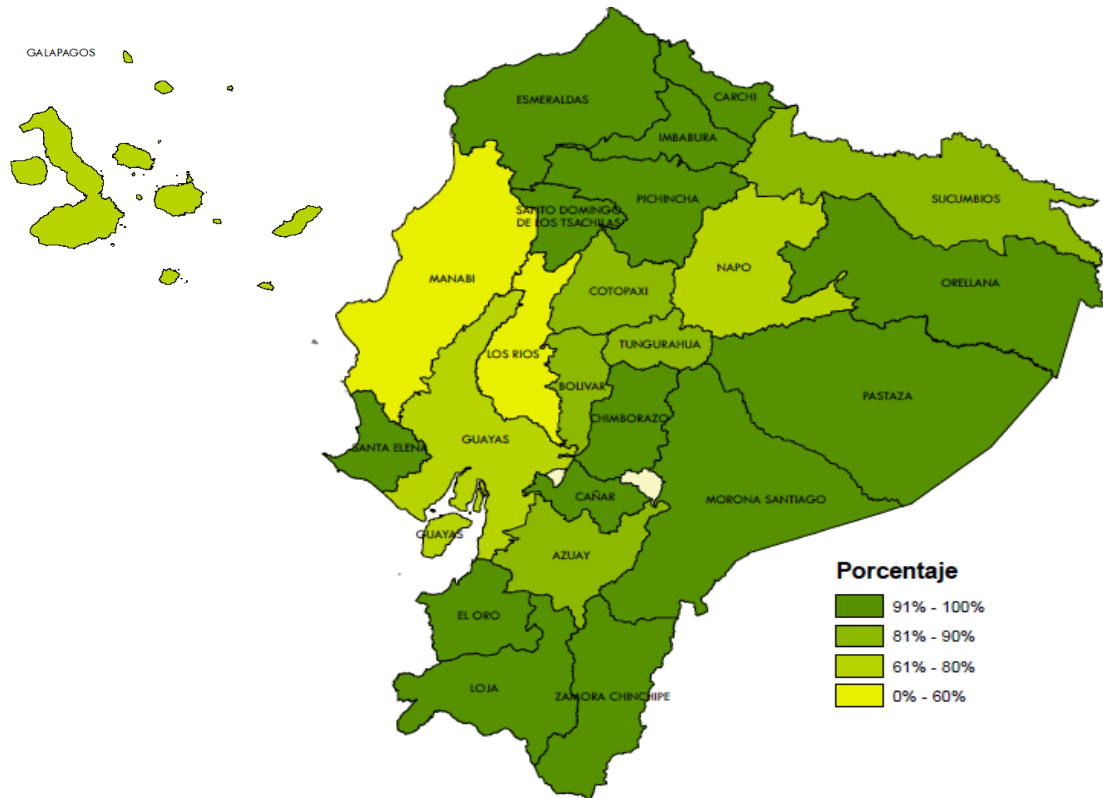 GALAPAGOS
ESMERALDAS
CARCHI
IMBABURA
SUCUMBIOS
PICHINCHA
SANTO DOMINGO
DE LOS TSACHILAS
MANABI
NAPO
ORELLANA
COTOPAXI
TUNGURAHUA
LOS RIOS
BOLIVAR
PASTAZA
CHIMBORAZO
GUAYAS
SANTA ELENA
CAÑAR
MORONA SANTIAGO
GUAYAS
AZUAY
EL ORO
LOJA
ZAMORA CHINCHIPE
Porcentaje
91% - 100%
81% - 90%
61% - 80%
0% - 60%